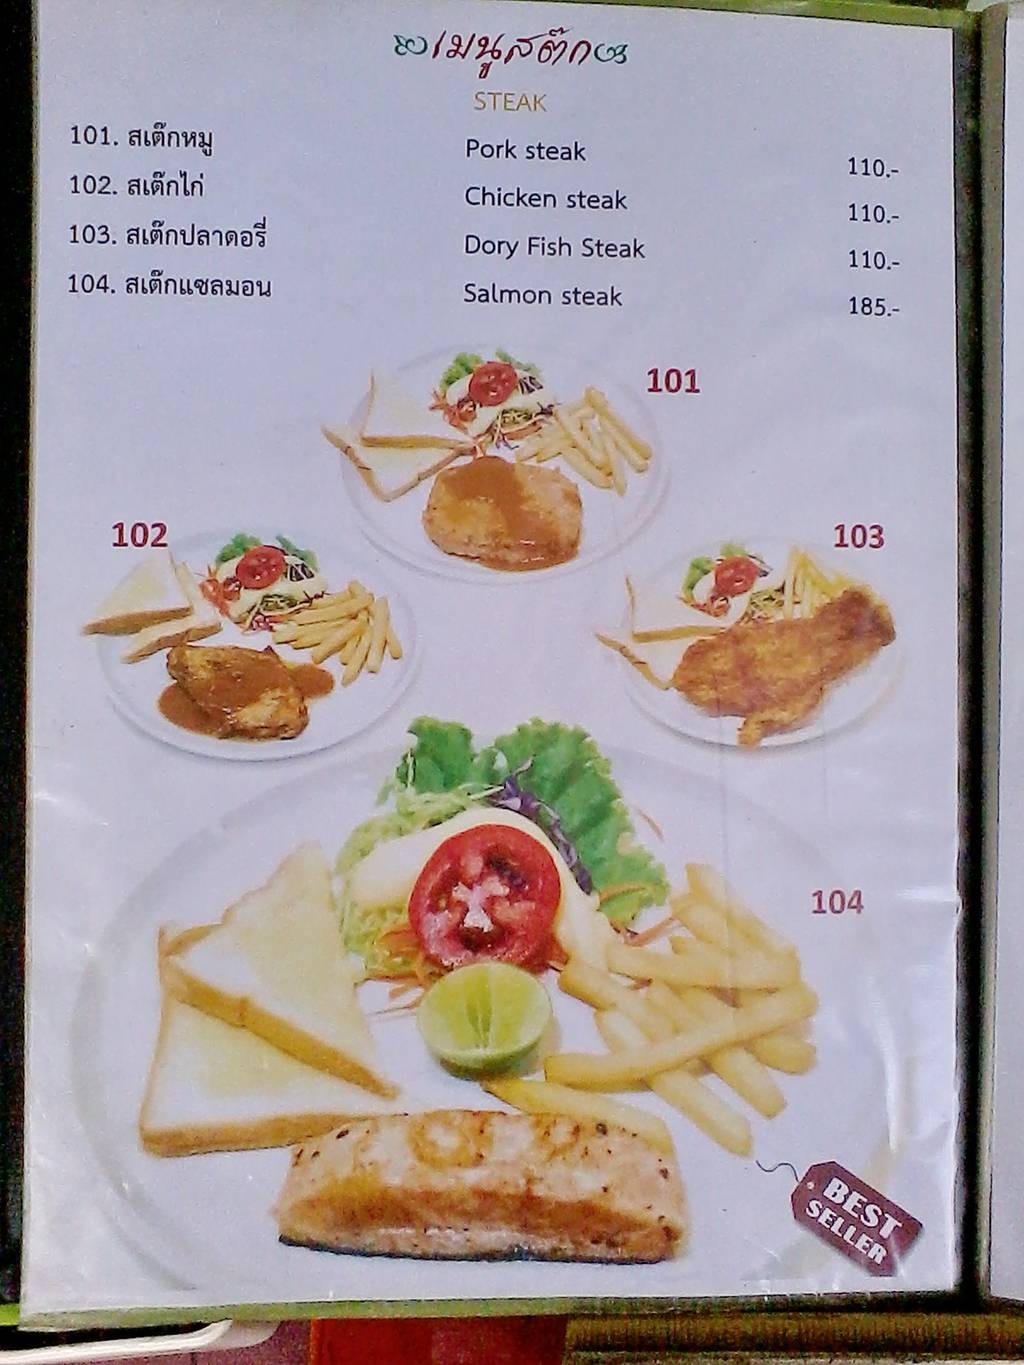 เมนูสต๊ก
STEAK
101. สเต๊กหมู Pork steak 110.-
102. สเต๊กไก่ Chicken steak 110.-
103. สเต๊กปลาดอรี่ Dory Fish Steak 110.-
104. สเต๊กแซลมอน Salmon steak 185.-
101
102
103
104
BEST
SELLER